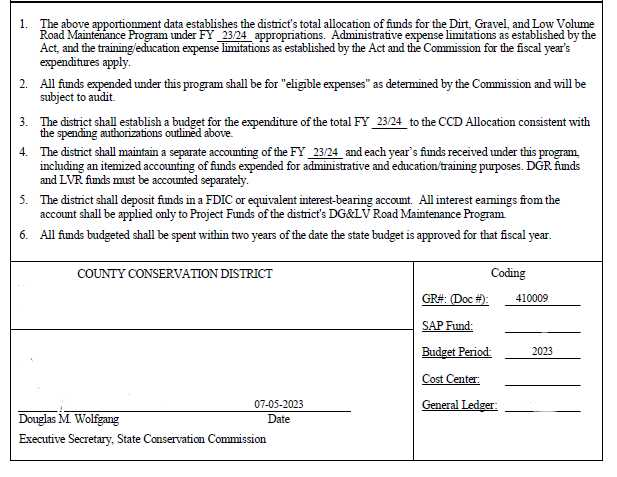 1. The above apportionment data establishes the district's total allocation of funds for the Dirt, Gravel, and Low Volume
Road Maintenance Program under FY 23/24 appropriations. Administrative expense limitations as established by the
Act, and the training/education expense limitations as established by the Act and the Commission for the fiscal year's
expenditures apply.
2. All funds expended under this program shall be for "eligible expenses" as determined by the Commission and will be
subject to audit.
3. The district shall establish a budget for the expenditure of the total FY 23/24 to the CCD Allocation consistent with
the spending authorizations outlined above.
4. The district shall maintain a separate accounting of the FY 23/24 and each year's funds received under this program,
including an itemized accounting of funds expended for administrative and education/training purposes. DGR funds
and LVR funds must be accounted separately.
5. The district shall deposit funds in a FDIC or equivalent interest-bearing account. All interest earnings from the
account shall be applied only to Project Funds of the district's DG&LV Road Maintenance Program.
6. All funds budgeted shall be spent within two years of the date the state budget is approved for that fiscal year.
COUNTY CONSERVATION DISTRICT
07-05-2023
Douglas M. Wolfgang Date
Executive Secretary, State Conservation Commission
Coding
GR#: (Doc #): 410009
SAP Fund:
Budget Period: 2023
Cost Center:
General Ledger: